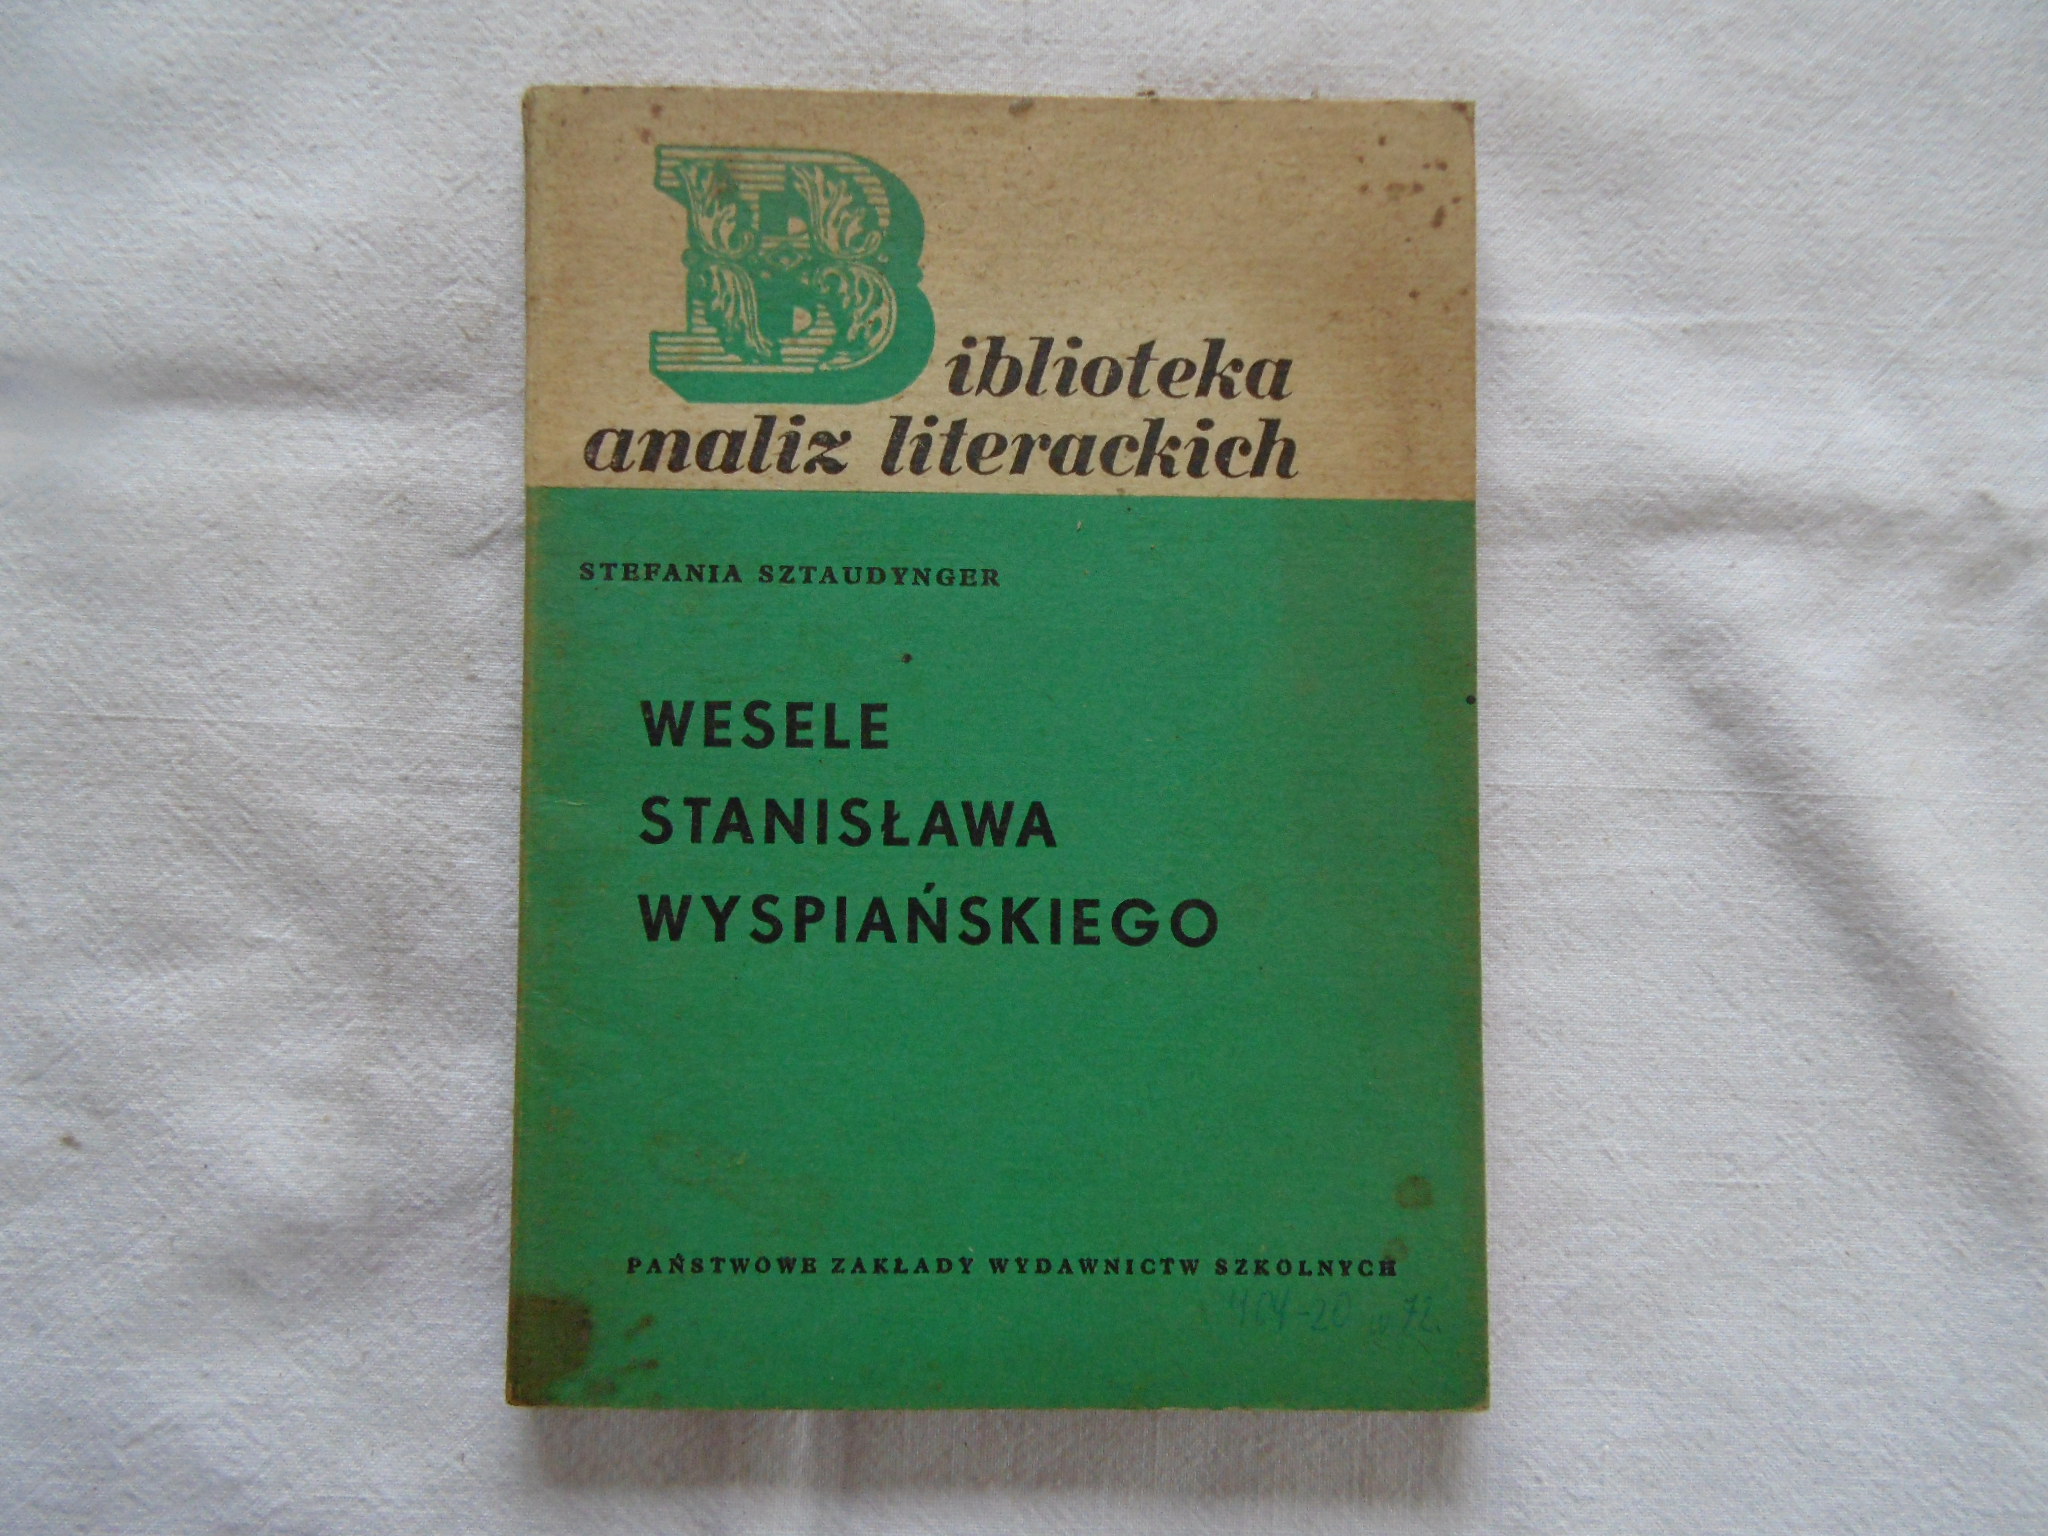 Biblioteka
analiz literackich
STEFANIA SZTAUDYNGER
WESELE
STANISŁAWA
WYSPIAŃSKIEGO
PAŃSTWOWE ZAKŁADY WYDAWNICTW SZKOLNYCH